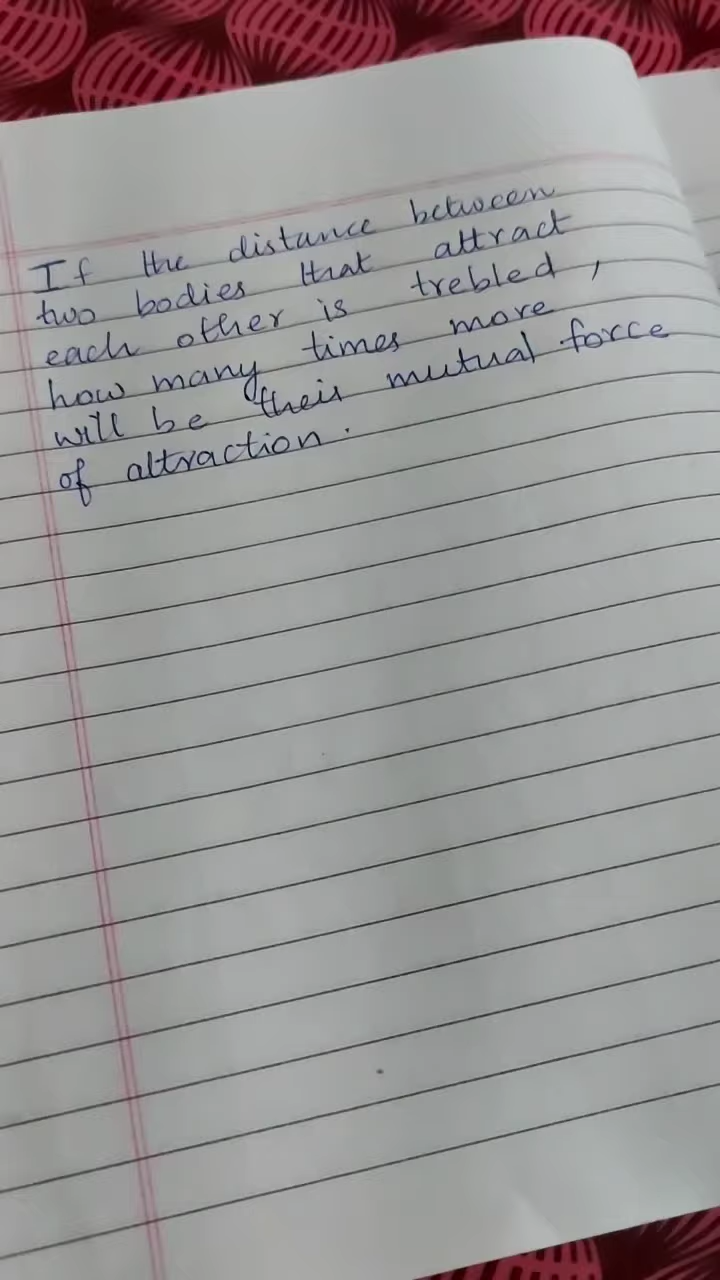 If the distance between
two bodies that attract
each other is trebled,
how many times more
will be their mutual force
of attraction.